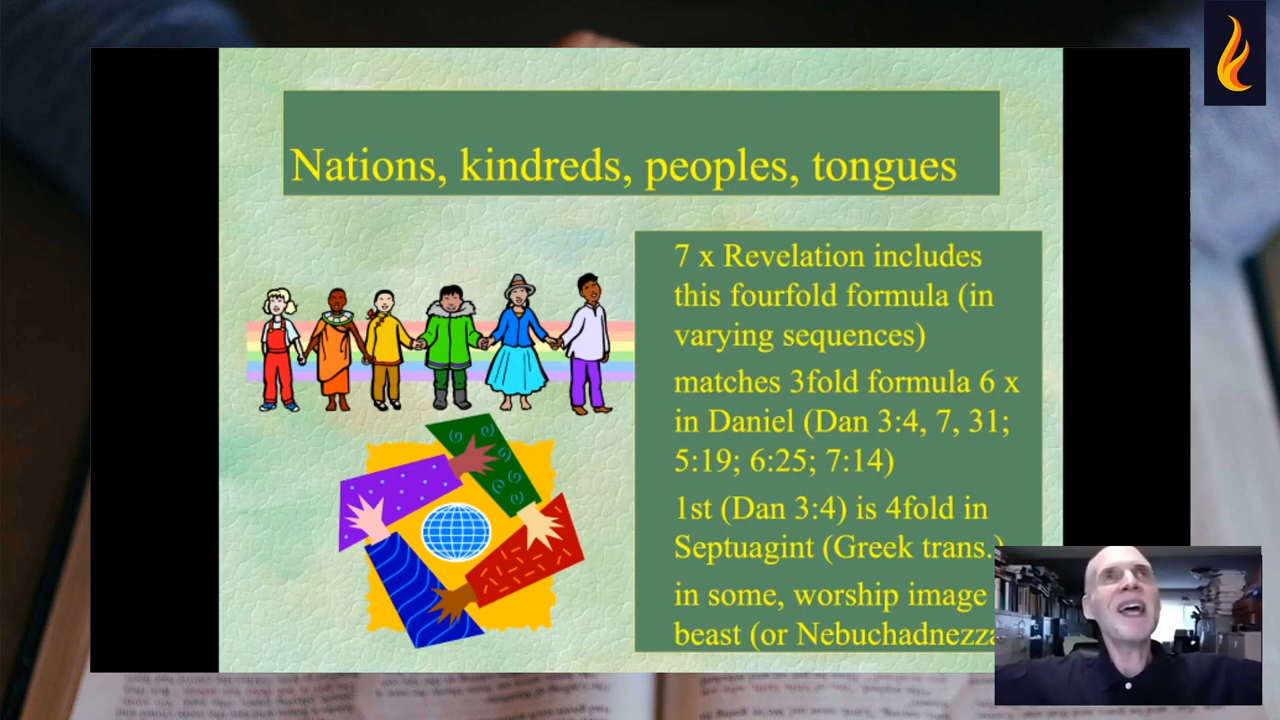 Nations, kindreds, peoples, tongues
7 x Revelation includes
this fourfold formula (in
varying sequences)
matches 3fold formula 6 x
in Daniel (Dan 3:4, 7, 31;
5:19; 6:25; 7:14)
1st (Dan 3:4) is 4fold in
Septuagint (Greek trans.)
in some, worship image
beast (or